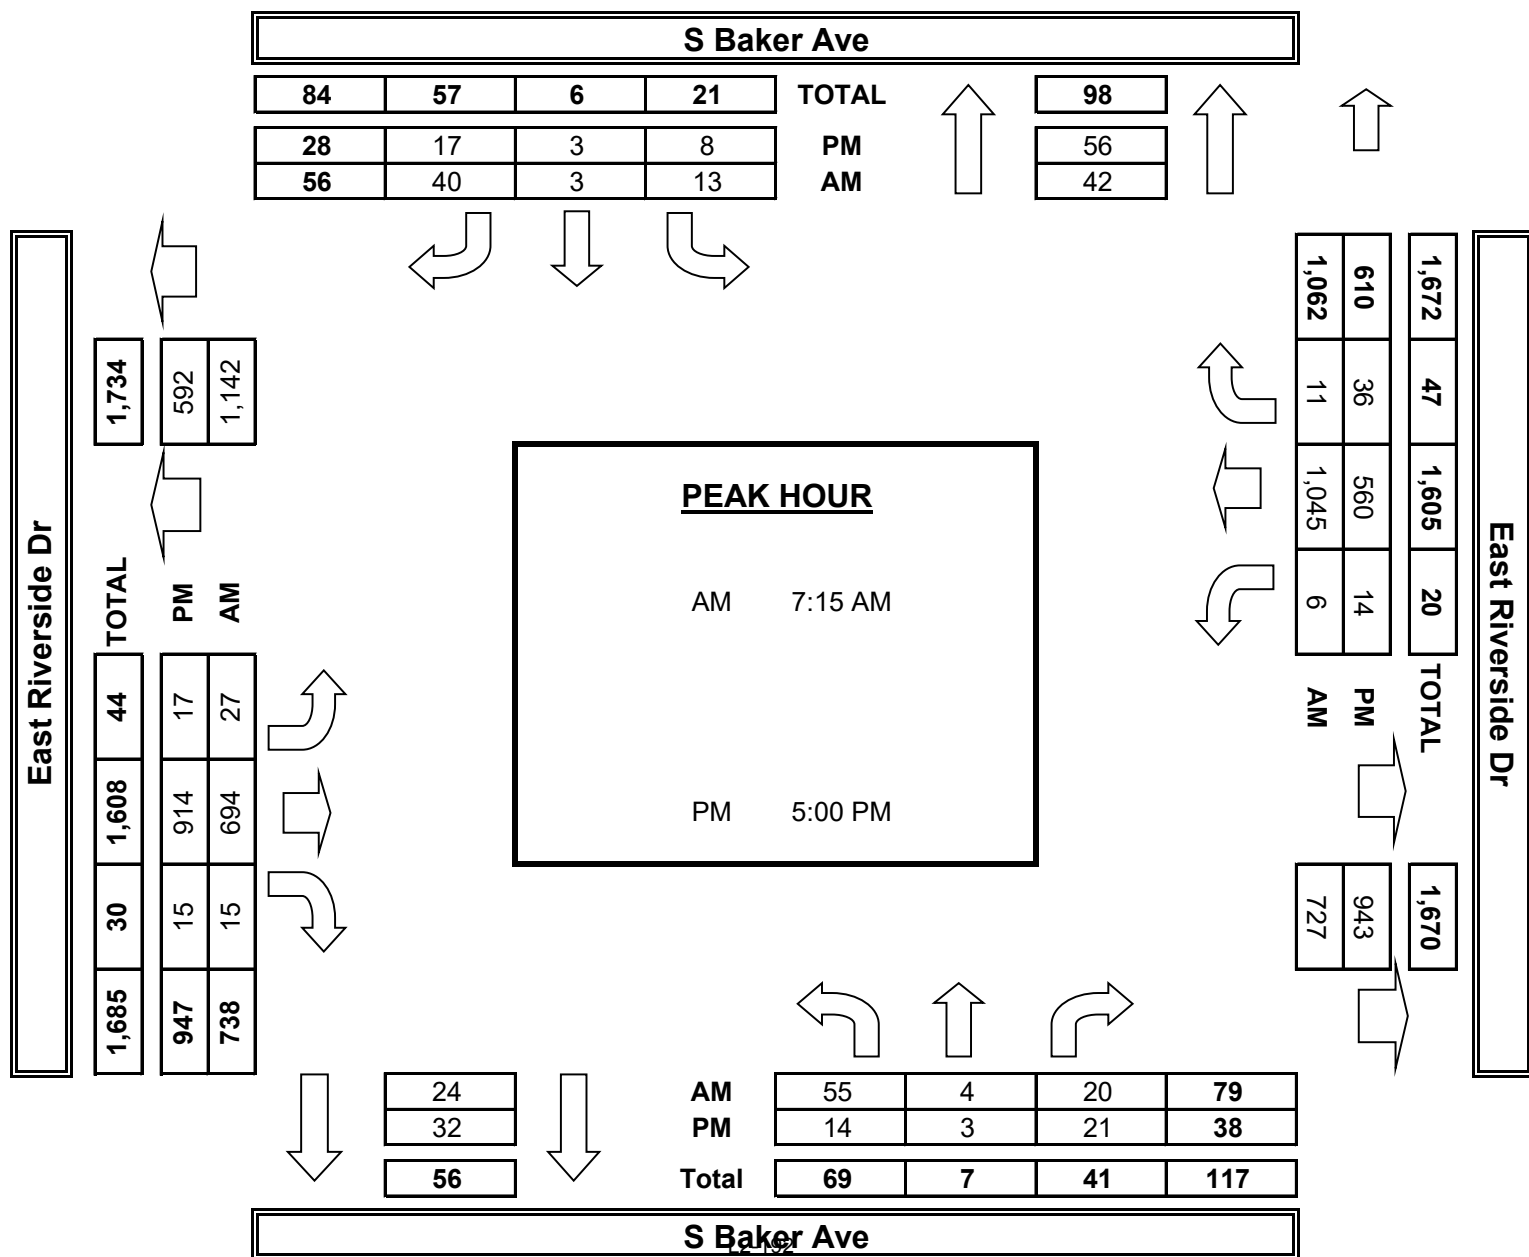 S Baker Ave
84 57 6 21 TOTAL 98
28 17 3 8 PM 56
56 40 3 13 AM 42
East Riverside Dr
1,734
592
1,142
TOTAL
PM
AM
44 1,608 30 1,685
17 914 15 947
27 694 15 738
PEAK HOUR
AM 7:15 AM
PM 5:00 PM
1,672 47 1,605 20 TOTAL 1,670
610 36 560 14 PM 943
1,062 11 1,045 6 AM 727
East Riverside Dr
24 AM 55 4 20 79
32 PM 14 3 21 38
56 Total 69 7 41 117
S Baker Ave
L2-192